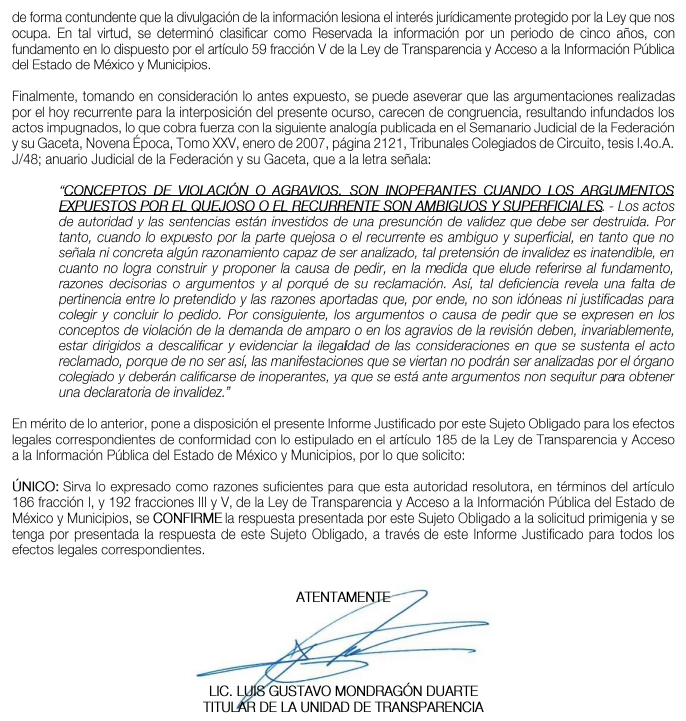 de forma contundente que la divulgación de la información lesiona el interés jurídicamente protegido por la Ley que nos
ocupa. En tal virtud, se determinó clasificar como Reservada la información por un periodo de cinco años, con
fundamento en lo dispuesto por el artículo 59 fracción V de la Ley de Transparencia y Acceso a la Información Pública
del Estado de México y Municipios.
Finalmente, tomando en consideración lo antes expuesto, se puede aseverar que las argumentaciones realizadas
por el hoy recurrente para la interposición del presente ocurso, carecen de congruencia, resultando infundados los
actos impugnados, lo que cobra fuerza con la siguiente analogía publicada en el Semanario Judicial de la Federación
y su Gaceta, Novena Época, Tomo XXV, enero de 2007, página 2121, Tribunales Colegiados de Circuito, tesis I.4o.A.
J/48; anuario Judicial de la Federación y su Gaceta, que a la letra señala:
"CONCEPTOS DE VIOLACIÓN O AGRAVIOS. SON INOPERANTES CUANDO LOS ARGUMENTOS
EXPUESTOS POR EL QUEJOSO O EL RECURRENTE SON AMBIGUOS Y SUPERFICIALES. - Los actos
de autoridad y las sentencias están investidos de una presunción de validez que debe ser destruida. Por
tanto, cuando lo expuesto por la parte quejosa o el recurrente es ambiguo y superficial, en tanto que no
señala ni concreta algún razonamiento capaz de ser analizado, tal pretensión de invalidez es inatendible, en
cuanto no logra construir y proponer la causa de pedir, en la medida que elude referirse al fundamento,
razones decisorias o argumentos y al porqué de su reclamación. Así, tal deficiencia revela una falta de
pertinencia entre lo pretendido y las razones aportadas que, por ende, no son idóneas ni justificadas para
colegir y concluir lo pedido. Por consiguiente, los argumentos o causa de pedir que se expresen en los
conceptos de violación de la demanda de amparo o en los agravios de la revisión deben, invariablemente,
estar dirigidos a descalificar y evidenciar la ilegalidad de las consideraciones en que se sustenta el acto
reclamado, porque de no ser así, las manifestaciones que se viertan no podrán ser analizadas por el órgano
colegiado y deberán calificarse de inoperantes, ya que se está ante argumentos non sequitur para obtener
una declaratoria de invalidez."
En mérito de lo anterior, pone a disposición el presente Informe Justificado por este Sujeto Obligado para los efectos
legales correspondientes de conformidad con lo estipulado en el artículo 185 de la Ley de Transparencia y Acceso
a la Información Pública del Estado de México y Municipios, por lo que solicito:
ÚNICO: Sirva lo expresado como razones suficientes para que esta autoridad resolutora, en términos del artículo
186 fracción I, y 192 fracciones III y V, de la Ley de Transparencia y Acceso a la Información Pública del Estado de
México y Municipios, se CONFIRME la respuesta presentada por este Sujeto Obligado a la solicitud primigenia y se
tenga por presentada la respuesta de este Sujeto Obligado, a través de este Informe Justificado para todos los
efectos legales correspondientes.
ATENTAMENTE
LIC. LUIS GUSTAVO MONDRAGÓN DUARTE
TITULAR DE LA UNIDAD DE TRANSPARENCIA